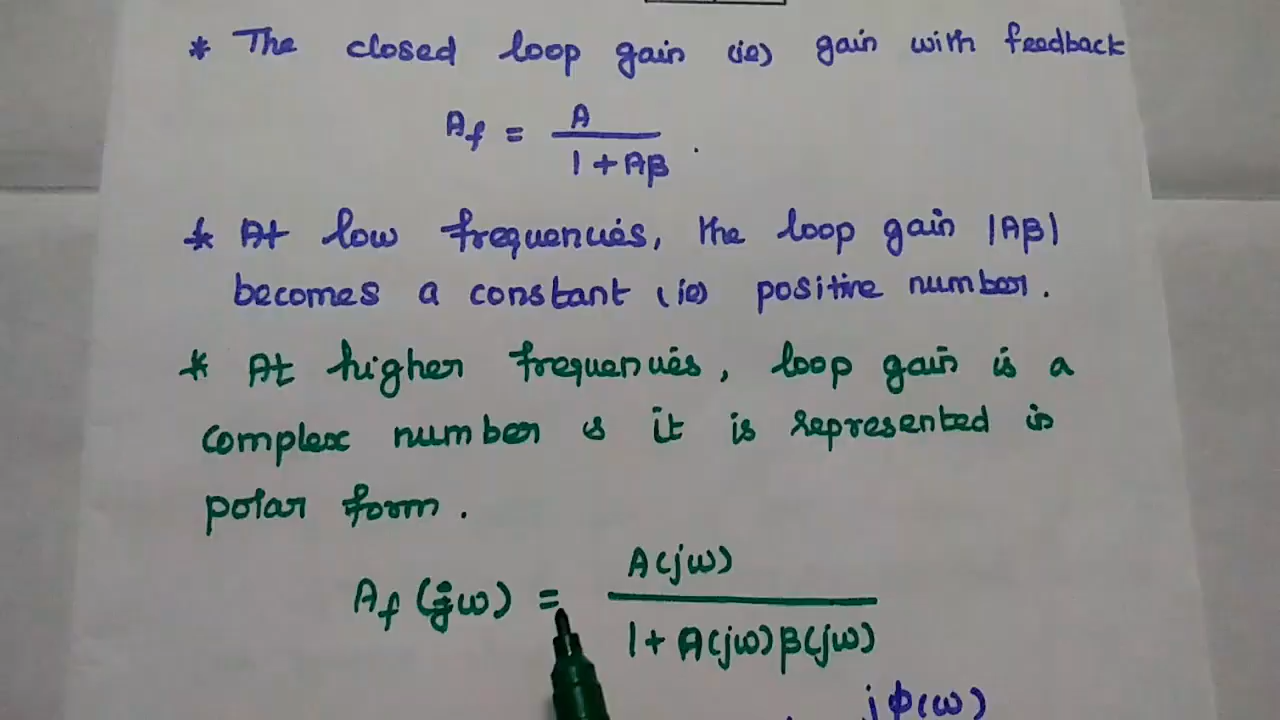 * The closed loop gain (ie) gain with feedback
Af = A / 1 + Aβ .
* At low frequencies, the loop gain |Aβ|
becomes a constant (ie) positive number.
* At higher frequencies, loop gain is a
complex number & it is represented in
polar form.
Af (jω) = A(jω) / 1 + A(jω) β(jω)
jϕ(ω)